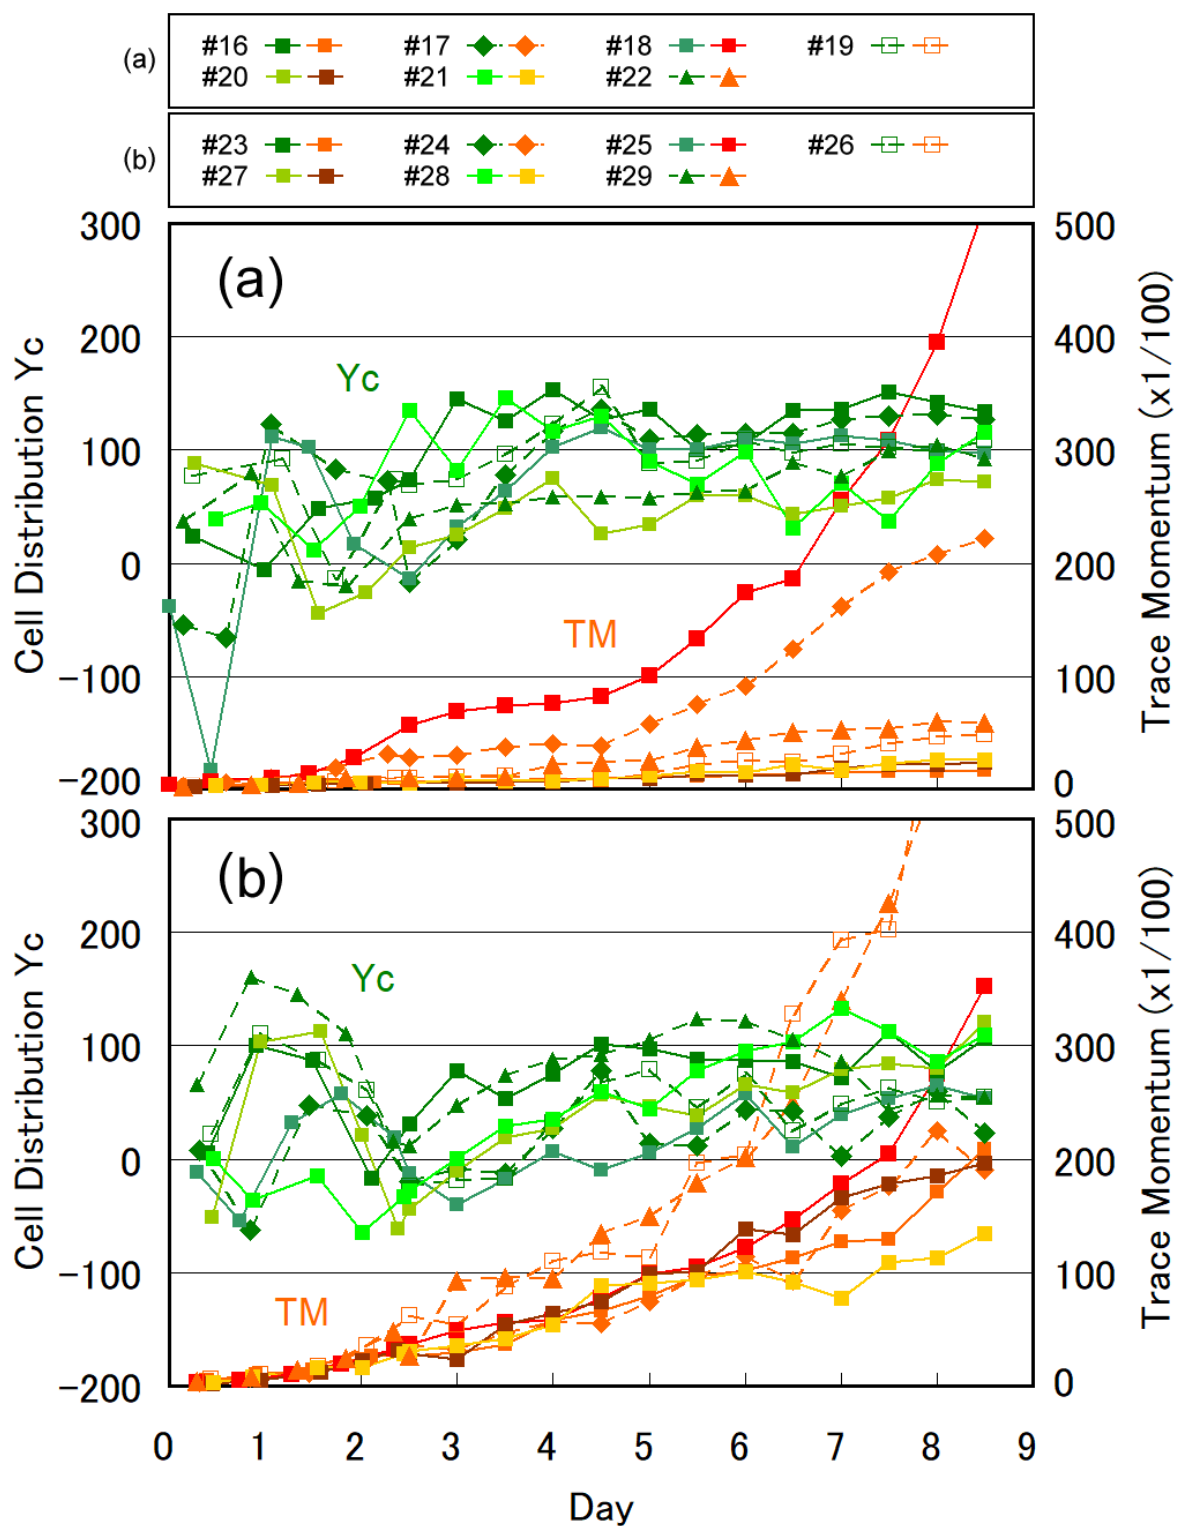 (a) #16 #17 #18 #19
#20 #21 #22
(b) #23 #24 #25 #26
#27 #28 #29
300 500
(a)
200 400
Yc
100 300
0 200
TM
−100 100
−200 0
Cell Distribution Yc
Trace Momentum (x1/100)
300 500
(b)
200 400
Yc
100 300
0 200
−100 100
TM
−200 0
Cell Distribution Yc
Trace Momentum (x1/100)
0 1 2 3 4 5 6 7 8 9
Day